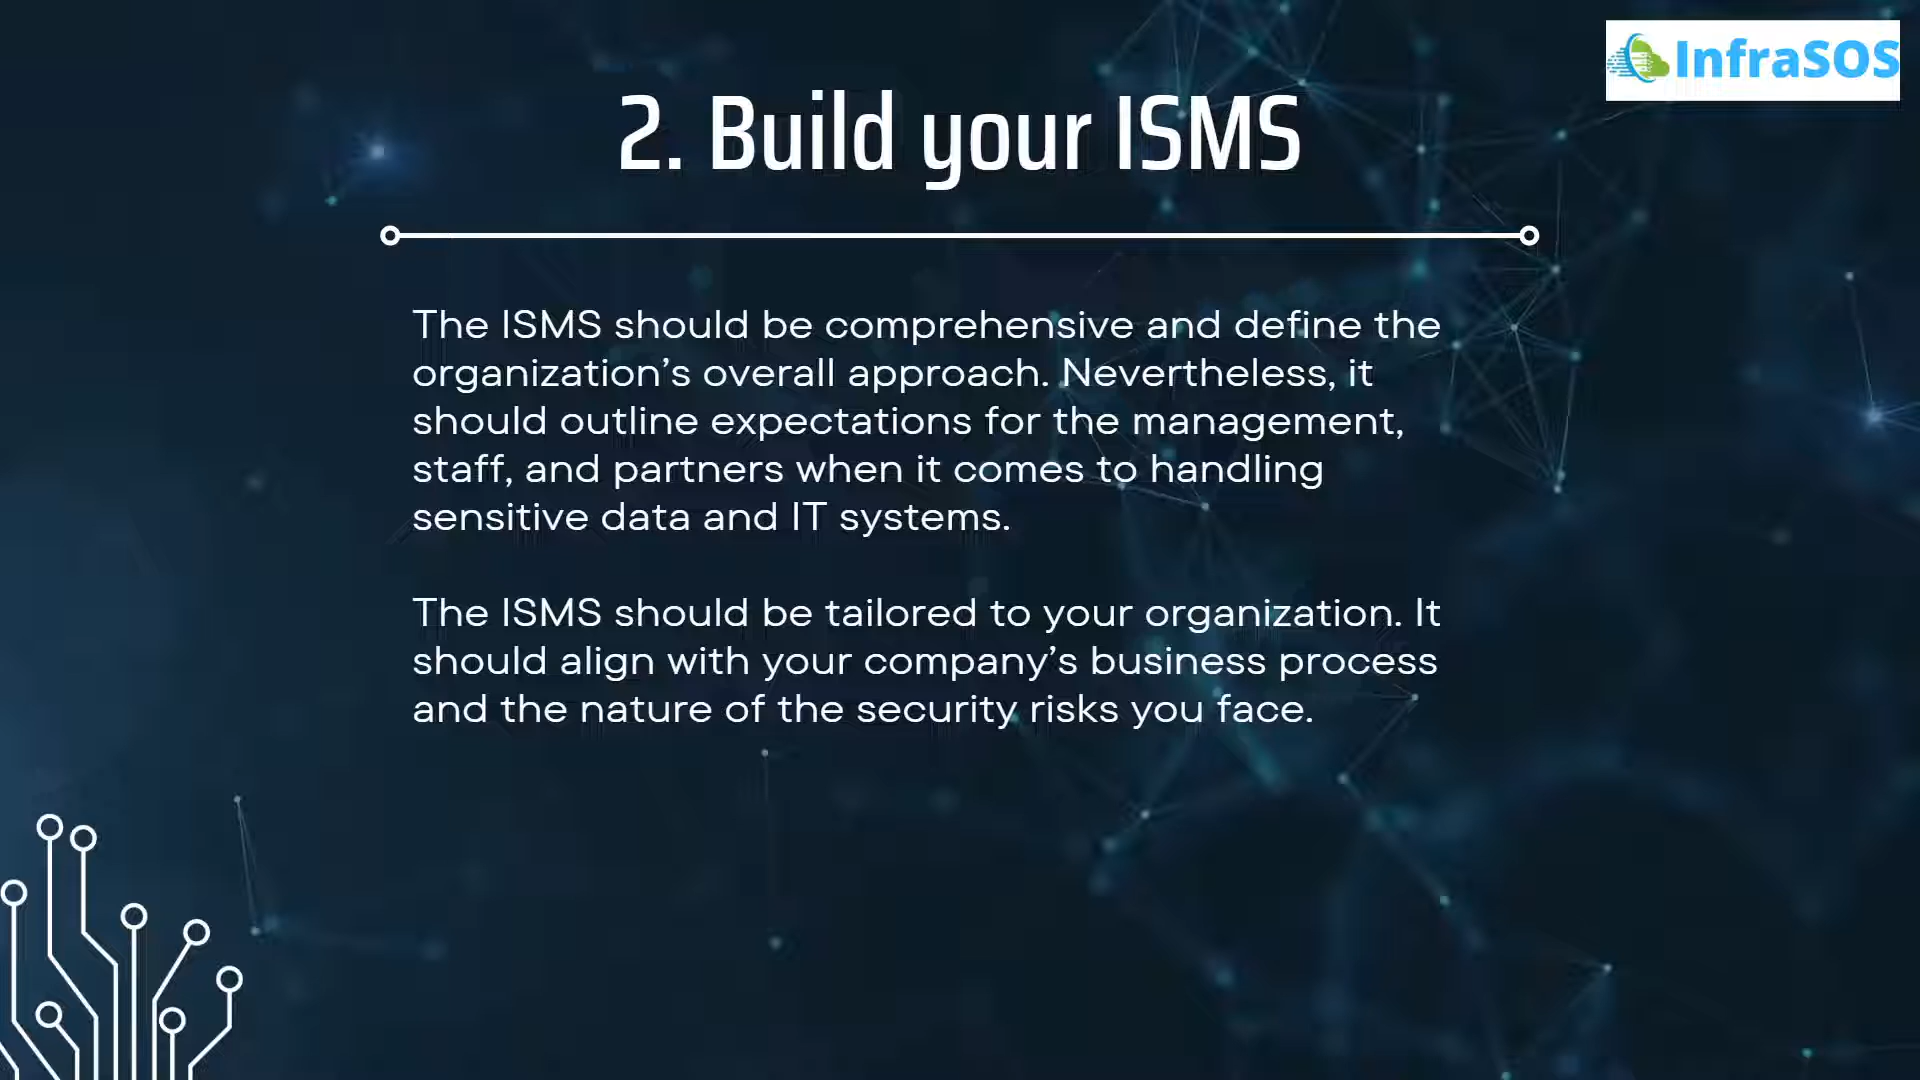 InfraSOS
2. Build your ISMS
The ISMS should be comprehensive and define the
organization’s overall approach. Nevertheless, it
should outline expectations for the management,
staff, and partners when it comes to handling
sensitive data and IT systems.
The ISMS should be tailored to your organization. It
should align with your company’s business process
and the nature of the security risks you face.